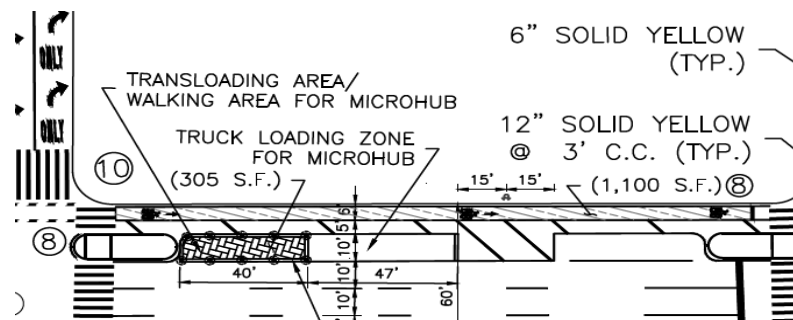 ONLY
ONLY
6” SOLID YELLOW
(TYP.)
TRANSLOADING AREA/
WALKING AREA FOR MICROHUB
12” SOLID YELLOW
@ 3’ C.C. (TYP.)
TRUCK LOADING ZONE
FOR MICROHUB
10
(305 S.F.)
15’ 15’
(1,100 S.F.) 8
6’
5’
8
10’
40’
47’
10’
60’
10’